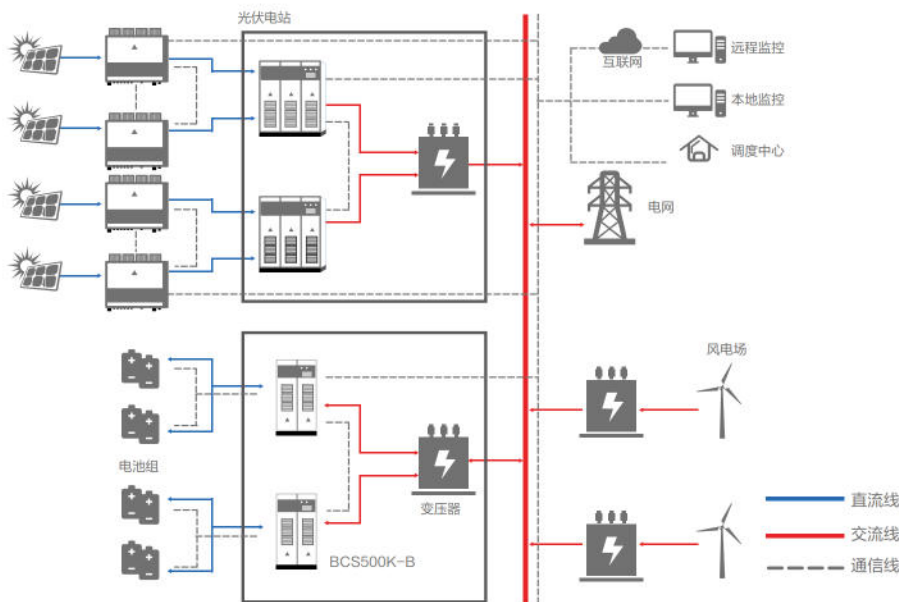 光伏电站
互联网
远程监控
本地监控
调度中心
电网
风电场
电池组
变压器
BCS500K-B
直流线
交流线
通信线